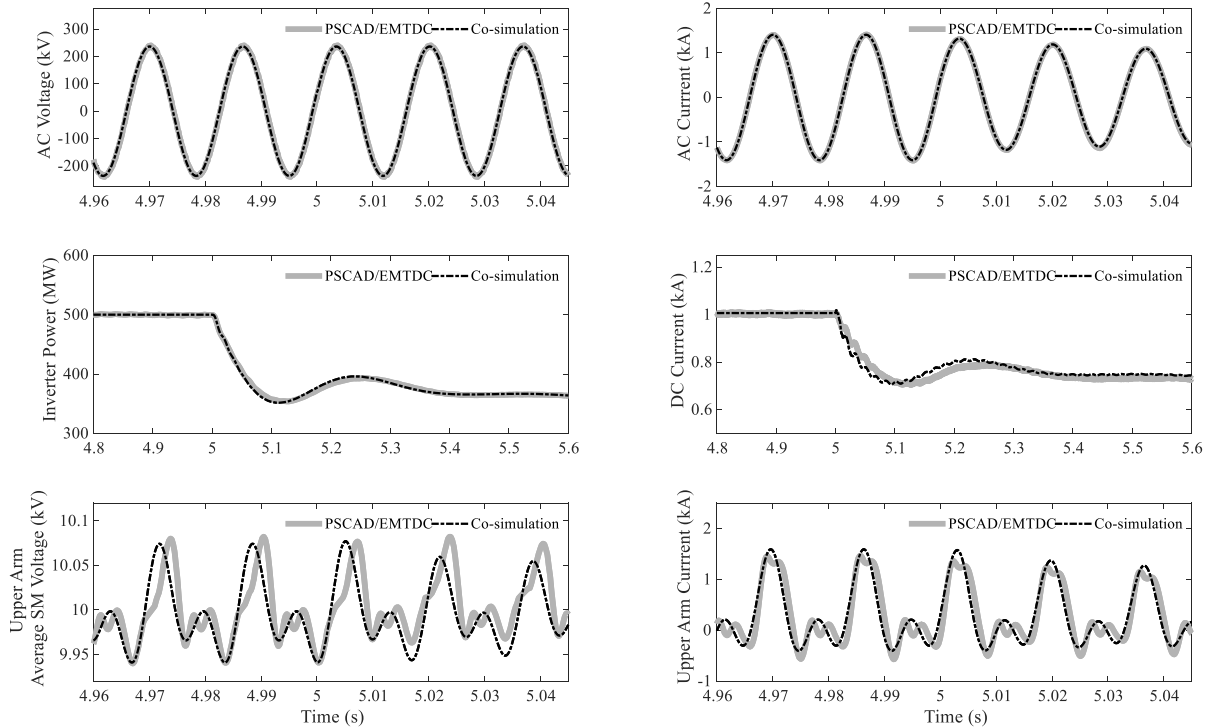 300
200
100
0
-100
-200
AC Voltage (kV)
PSCAD/EMTDC
Co-simulation
4.96 4.97 4.98 4.99 5 5.01 5.02 5.03 5.04
2
1
0
-1
-2
AC Currrent (kA)
PSCAD/EMTDC
Co-simulation
4.96 4.97 4.98 4.99 5 5.01 5.02 5.03 5.04
600
500
400
300
Inverter Power (MW)
PSCAD/EMTDC
Co-simulation
4.8 4.9 5 5.1 5.2 5.3 5.4 5.5 5.6
1.2
1
0.8
0.6
DC Currrent (kA)
PSCAD/EMTDC
Co-simulation
4.8 4.9 5 5.1 5.2 5.3 5.4 5.5 5.6
10.1
10.05
10
9.95
Upper Arm
Average SM Voltage (kV)
PSCAD/EMTDC
Co-simulation
4.96 4.97 4.98 4.99 5 5.01 5.02 5.03 5.04
Time (s)
2
1
0
-1
Upper Arm Currrent (kA)
PSCAD/EMTDC
Co-simulation
4.96 4.97 4.98 4.99 5 5.01 5.02 5.03 5.04
Time (s)